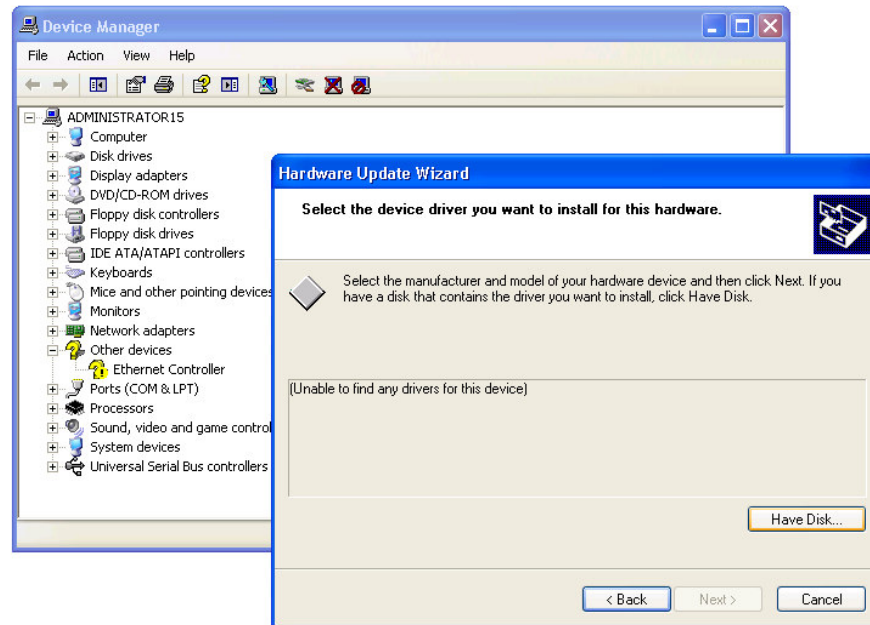 Device Manager
File Action View Help
ADMINISTRATOR15
Computer
Disk drives
Display adapters
DVD/CD-ROM drives
Floppy disk controllers
Floppy disk drives
IDE ATA/ATAPI controllers
Keyboards
Mice and other pointing devices
Monitors
Network adapters
Other devices
Ethernet Controller
Ports (COM & LPT)
Processors
Sound, video and game control
System devices
Universal Serial Bus controllers
Hardware Update Wizard
Select the device driver you want to install for this hardware.
Select the manufacturer and model of your hardware device and then click Next. If you
have a disk that contains the driver you want to install, click Have Disk.
(Unable to find any drivers for this device)
Have Disk...
< Back Next > Cancel